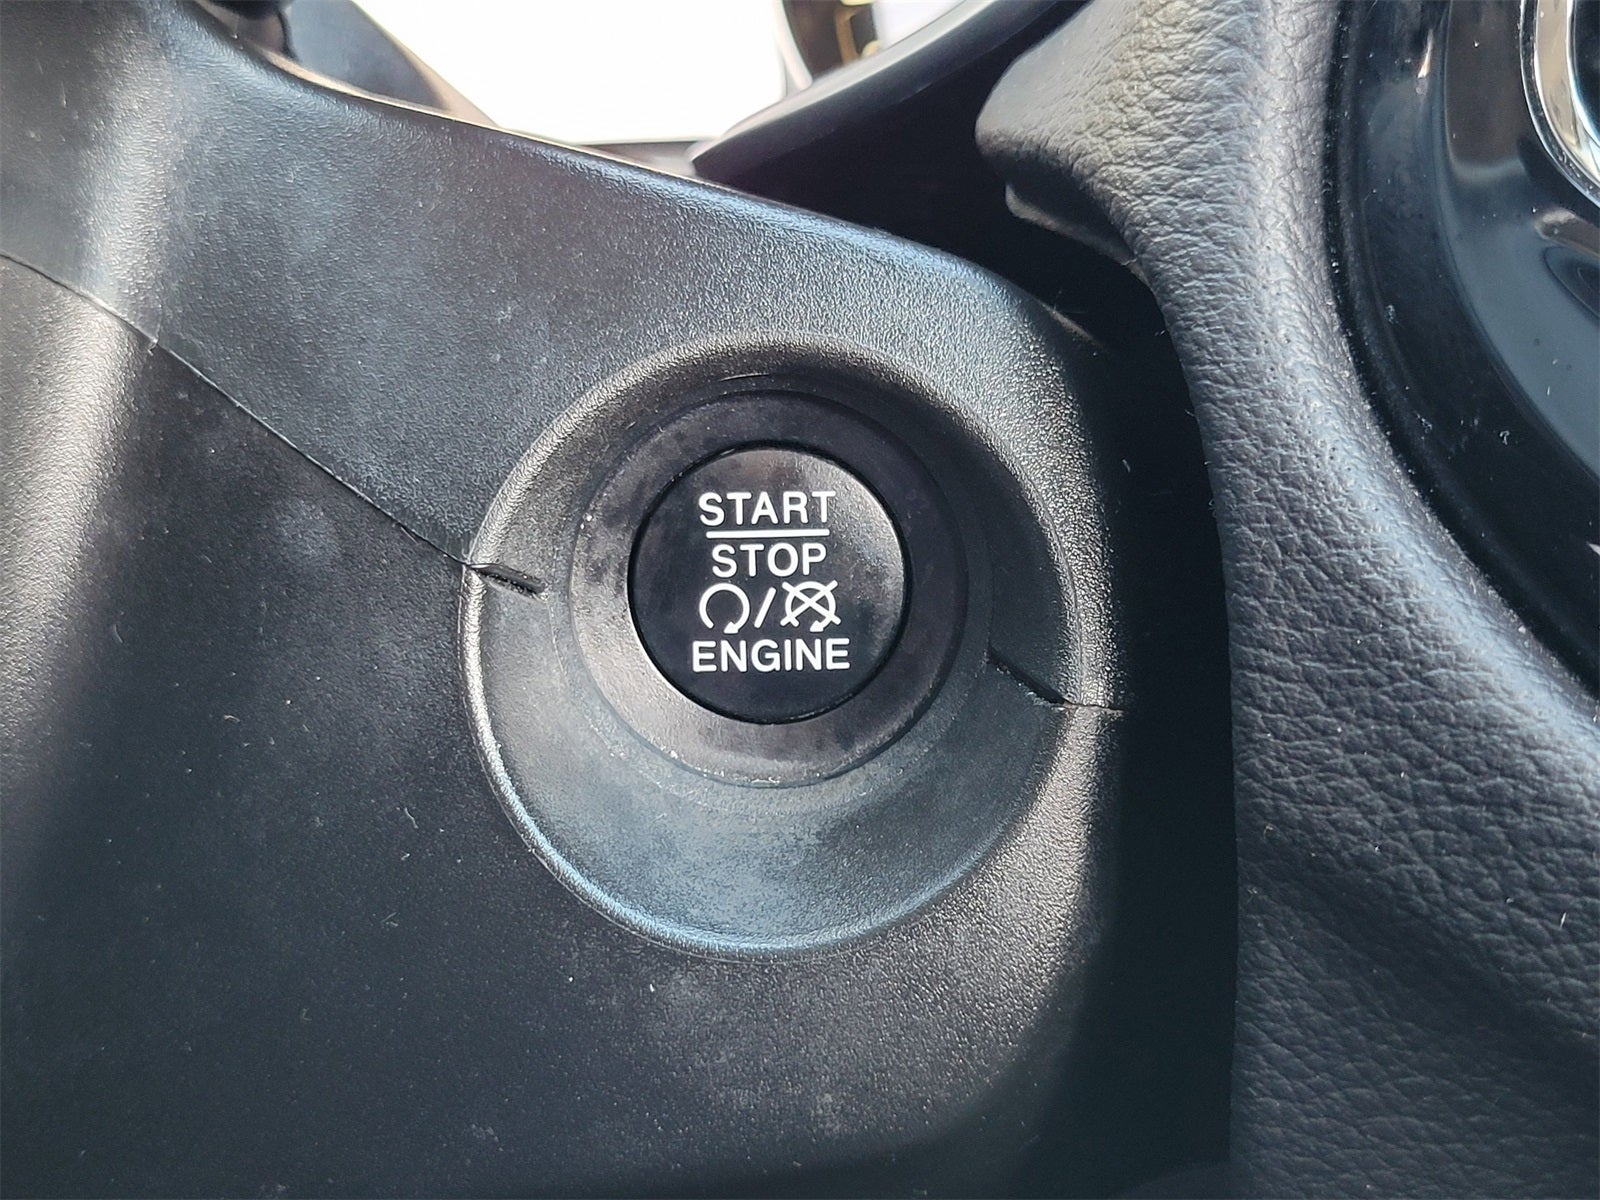 START
STOP
/
ENGINE